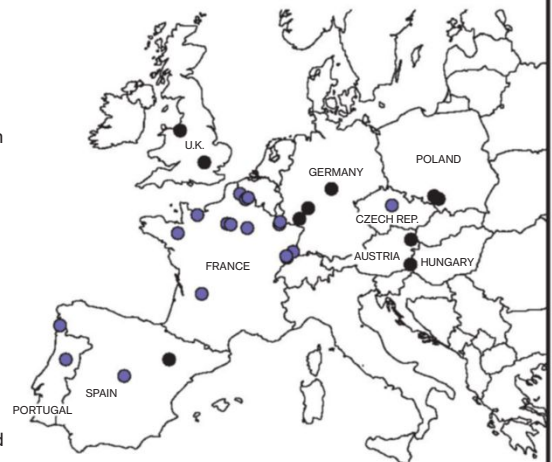 U.K.
GERMANY
POLAND
CZECH REP.
AUSTRIA
HUNGARY
FRANCE
SPAIN
PORTUGAL